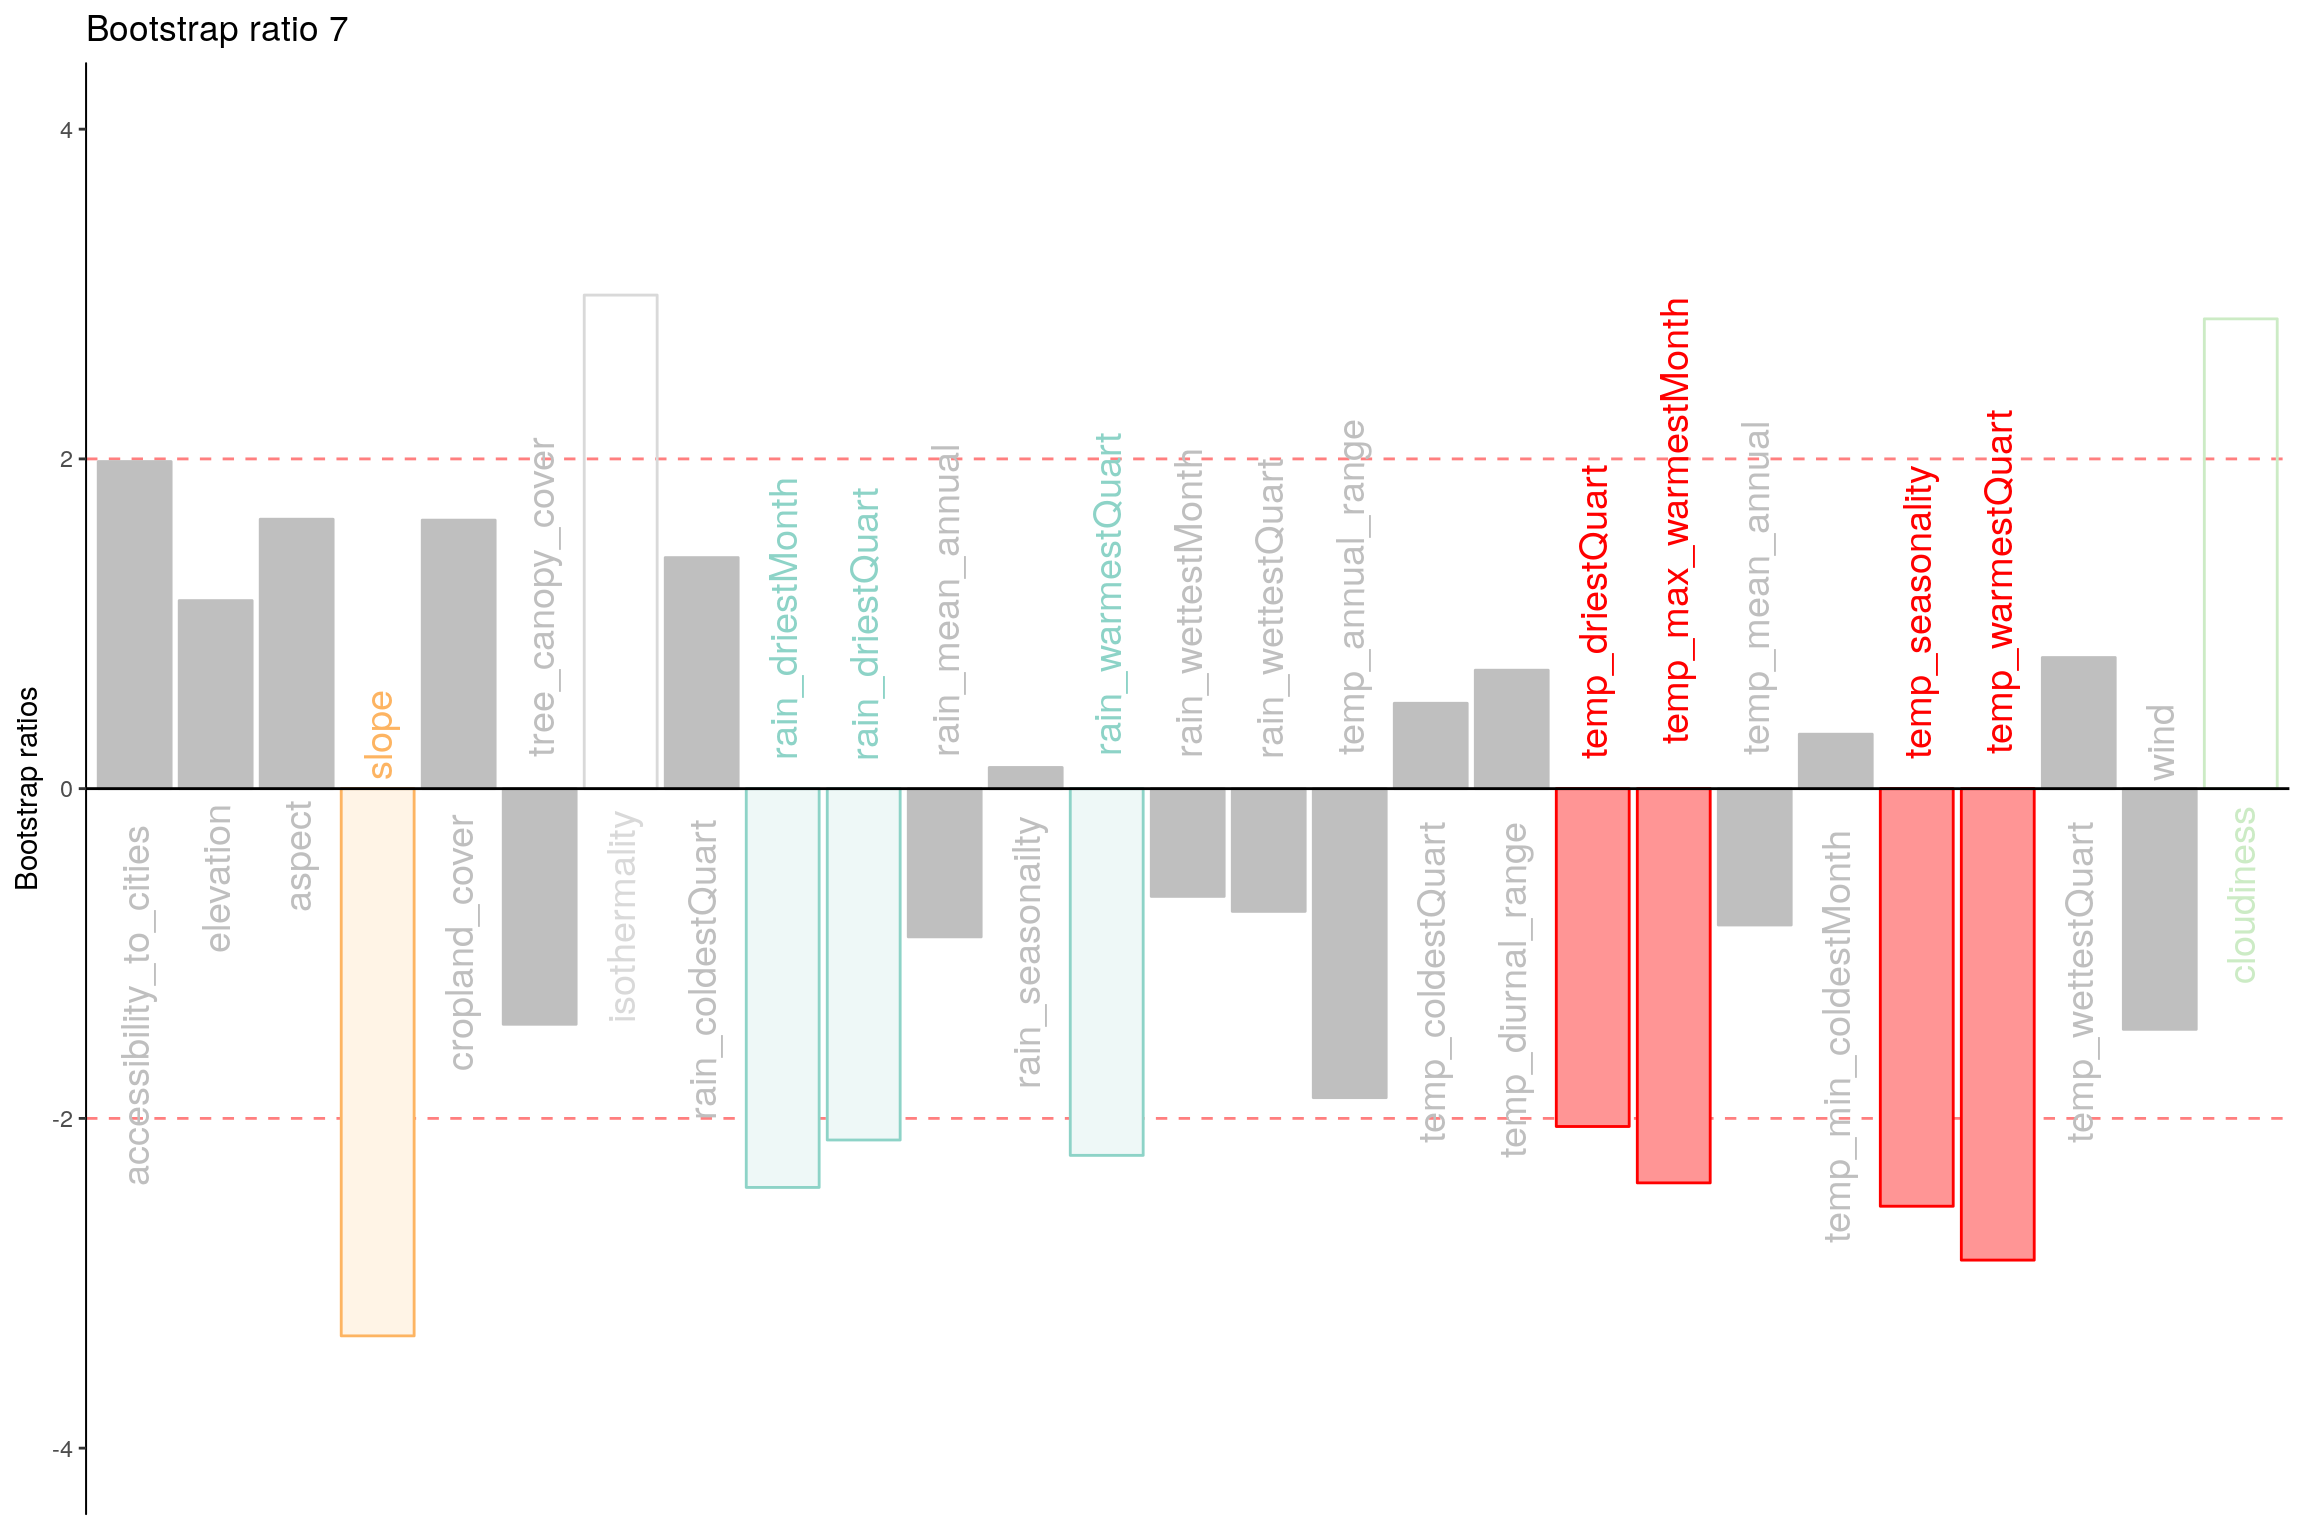 Bootstrap ratio 7
Bootstrap ratios
4
2
0
-2
-4
accessibility_to_cities
elevation
aspect
slope
cropland_cover
tree_canopy_cover
isothermality
rain_coldestQuart
rain_driestMonth
rain_driestQuart
rain_mean_annual
rain_seasonailty
rain_warmestQuart
rain_wettestMonth
rain_wettestQuart
temp_annual_range
temp_coldestQuart
temp_diurnal_range
temp_driestQuart
temp_max_warmestMonth
temp_mean_annual
temp_min_coldestMonth
temp_seasonality
temp_warmestQuart
temp_wettestQuart
wind
cloudiness